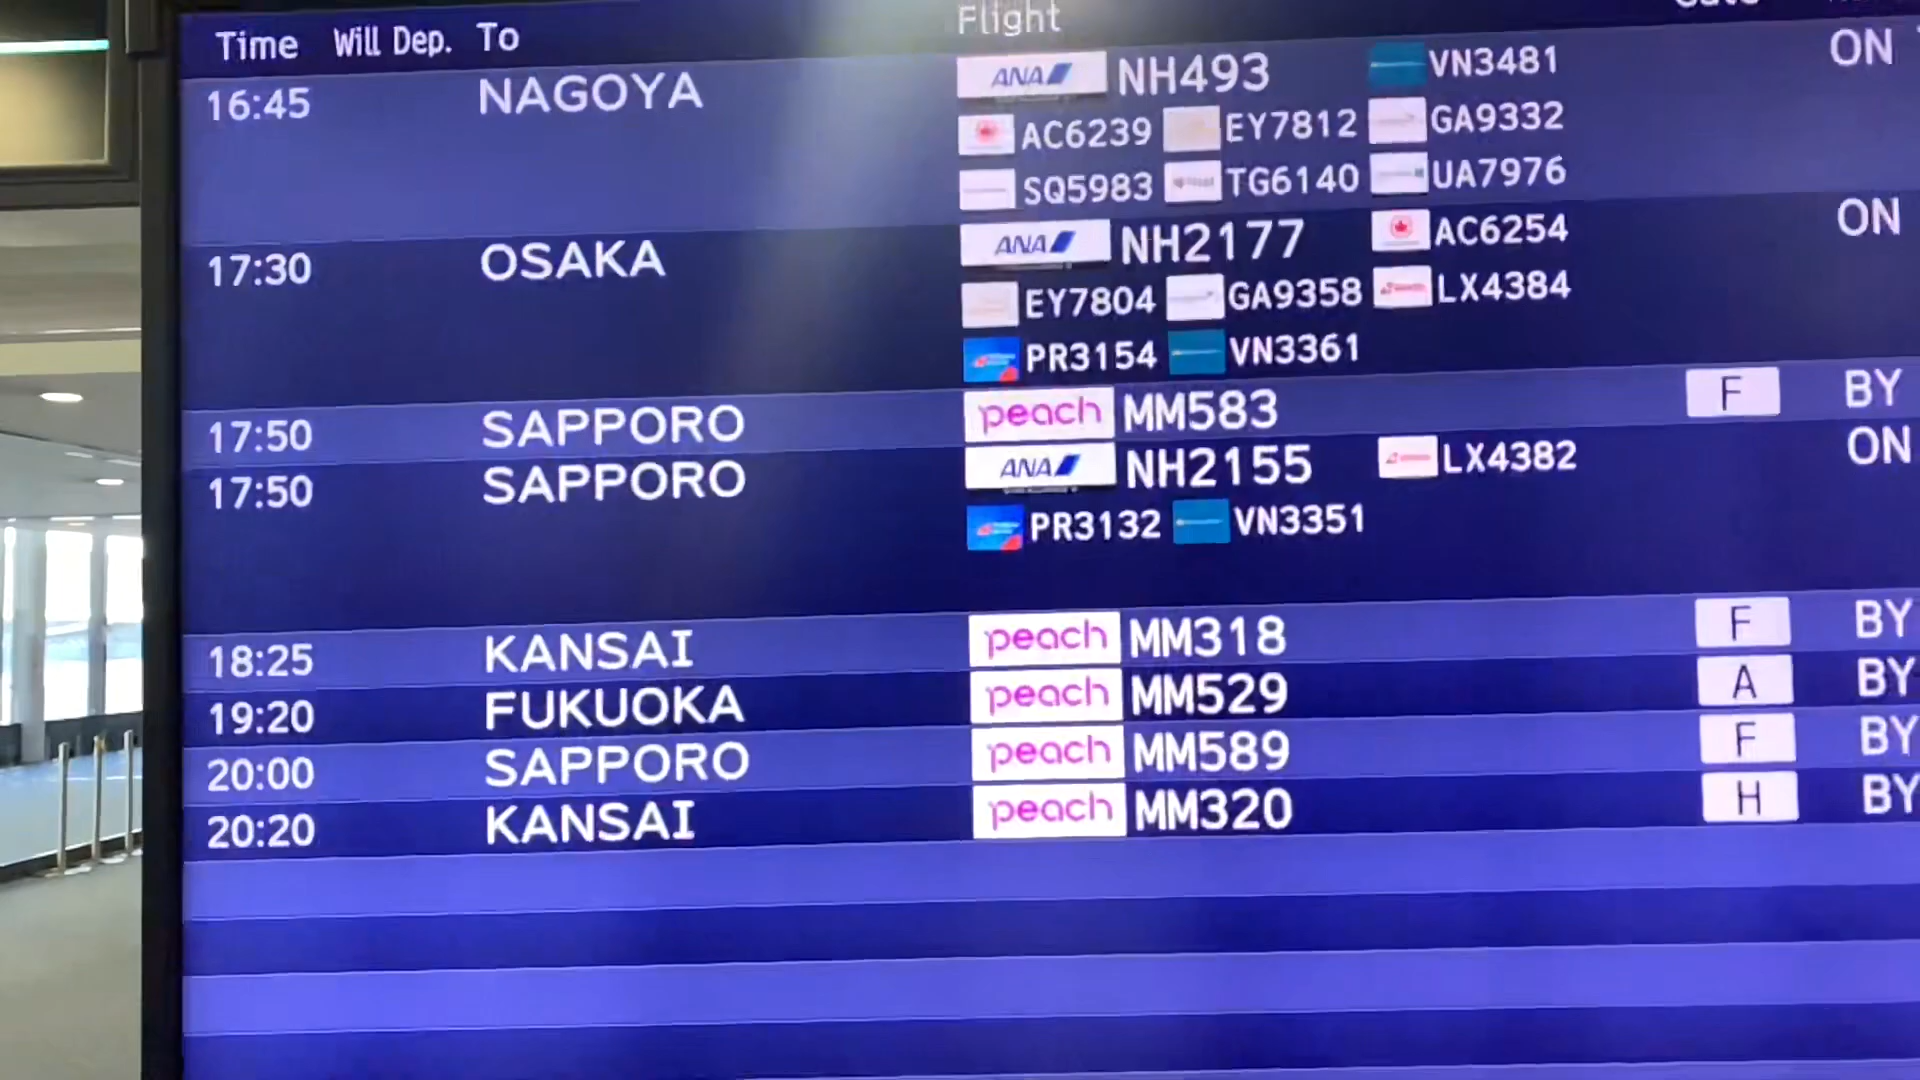 Time Will Dep. To Flight
16:45 NAGOYA ANA NH493 VN3481 ON
AC6239 EY7812 GA9332
SQ5983 TG6140 UA7976
17:30 OSAKA ANA NH2177 AC6254 ON
EY7804 GA9358 LX4384
PR3154 VN3361
17:50 SAPPORO peach MM583 F BY
17:50 SAPPORO ANA NH2155 LX4382 ON
PR3132 VN3351
18:25 KANSAI peach MM318 F BY
19:20 FUKUOKA peach MM529 A BY
20:00 SAPPORO peach MM589 F BY
20:20 KANSAI peach MM320 H BY